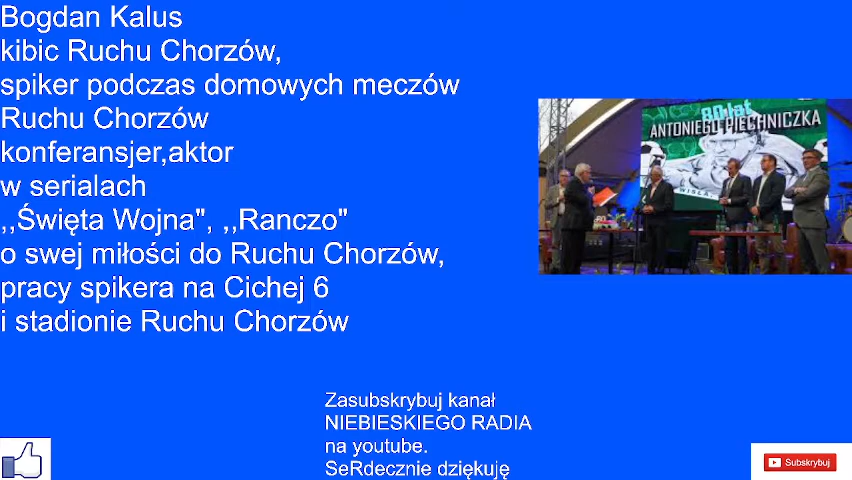 Bogdan Kalus
kibic Ruchu Chorzów,
spiker podczas domowych meczów
Ruchu Chorzów
konferansjer,aktor
w serialach
,,Święta Wojna", ,,Ranczo"
o swej miłości do Ruchu Chorzów,
pracy spikera na Cichej 6
i stadionie Ruchu Chorzów
80 lat
ANTONIEGO PIECHNICZKA
WISŁA
Zasubskrybuj kanał
NIEBIESKIEGO RADIA
na youtube.
SeRdecznie dziękuję
Subskrybuj